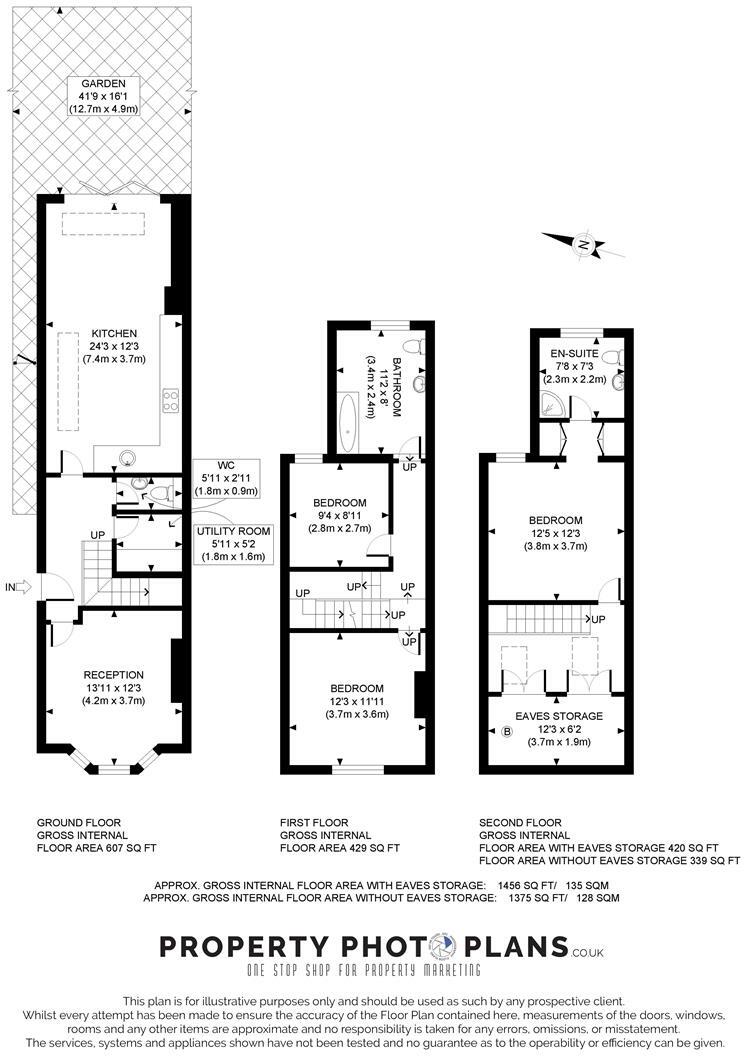 GARDEN
41'9 x 16'1
(12.7m x 4.9m)
N
KITCHEN
24'3 x 12'3
(7.4m x 3.7m)
BATHROOM
11'2 x 8'
(3.4m x 2.4m)
EN-SUITE
7'8 x 7'3
(2.3m x 2.2m)
WC
5'11 x 2'11
(1.8m x 0.9m)
UP
BEDROOM
9'4 x 8'11
(2.8m x 2.7m)
BEDROOM
12'5 x 12'3
(3.8m x 3.7m)
UP
UTILITY ROOM
5'11 x 5'2
(1.8m x 1.6m)
IN
UP
UP
UP
UP
UP
UP
RECEPTION
13'11 x 12'3
(4.2m x 3.7m)
BEDROOM
12'3 x 11'11
(3.7m x 3.6m)
EAVES STORAGE
12'3 x 6'2
(3.7m x 1.9m)
B
GROUND FLOOR
GROSS INTERNAL
FLOOR AREA 607 SQ FT
FIRST FLOOR
GROSS INTERNAL
FLOOR AREA 429 SQ FT
SECOND FLOOR
GROSS INTERNAL
FLOOR AREA WITH EAVES STORAGE 420 SQ FT
FLOOR AREA WITHOUT EAVES STORAGE 339 SQ FT
APPROX. GROSS INTERNAL FLOOR AREA WITH EAVES STORAGE: 1456 SQ FT/ 135 SQM
APPROX. GROSS INTERNAL FLOOR AREA WITHOUT EAVES STORAGE: 1375 SQ FT/ 128 SQM
PROPERTY PHOTO PLANS.CO.UK
ONE STOP SHOP FOR PROPERTY MARKETING
This plan is for illustrative purposes only and should be used as such by any prospective client.
Whilst every attempt has been made to ensure the accuracy of the Floor Plan contained here, measurements of the doors, windows,
rooms and any other items are approximate and no responsibility is taken for any errors, omissions, or misstatement.
The services, systems and appliances shown have not been tested and no guarantee as to the operability or efficiency can be given.